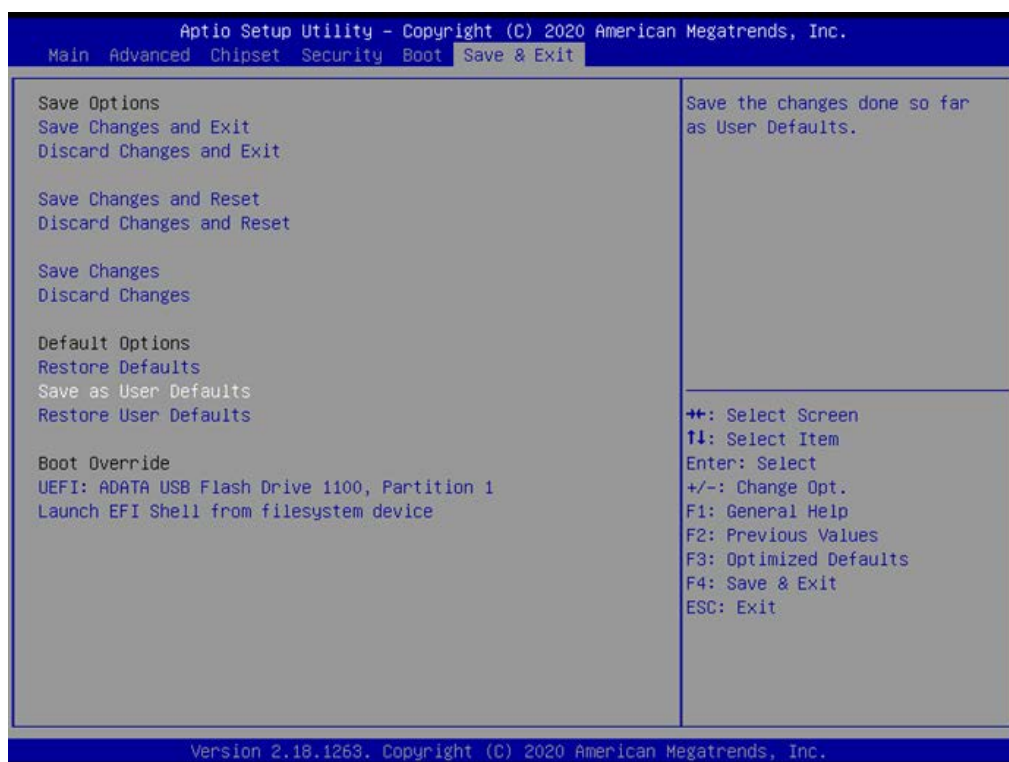 Aptio Setup Utility – Copyright (C) 2020 American Megatrends, Inc.
Main Advanced Chipset Security Boot Save & Exit
Save Options
Save Changes and Exit
Discard Changes and Exit
Save Changes and Reset
Discard Changes and Reset
Save Changes
Discard Changes
Default Options
Restore Defaults
Save as User Defaults
Restore User Defaults
Boot Override
UEFI: ADATA USB Flash Drive 1100, Partition 1
Launch EFI Shell from filesystem device
Save the changes done so far
as User Defaults.
→←: Select Screen
↑↓: Select Item
Enter: Select
+/-: Change Opt.
F1: General Help
F2: Previous Values
F3: Optimized Defaults
F4: Save & Exit
ESC: Exit
Version 2.18.1263. Copyright (C) 2020 American Megatrends, Inc.